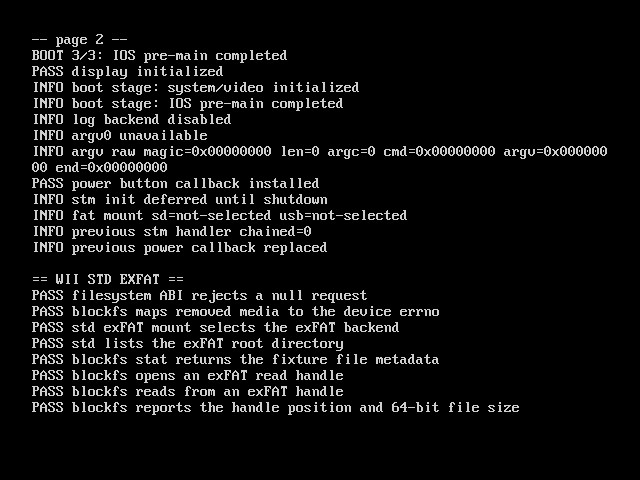 -- page 2 --
BOOT 3/3: IOS pre-main completed
PASS display initialized
INFO boot stage: system/video initialized
INFO boot stage: IOS pre-main completed
INFO log backend disabled
INFO argv0 unavailable
INFO argv raw magic=0x00000000 len=0 argc=0 cmd=0x00000000 argv=0x000000
00 end=0x00000000
PASS power button callback installed
INFO stm init deferred until shutdown
INFO fat mount sd=not-selected usb=not-selected
INFO previous stm handler chained=0
INFO previous power callback replaced
== WII STD EXFAT ==
PASS filesystem ABI rejects a null request
PASS blockfs maps removed media to the device errno
PASS std exFAT mount selects the exFAT backend
PASS std lists the exFAT root directory
PASS blockfs stat returns the fixture file metadata
PASS blockfs opens an exFAT read handle
PASS blockfs reads from an exFAT handle
PASS blockfs reports the handle position and 64-bit file size